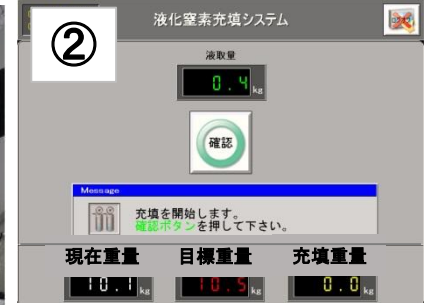 ②
液化窒素充填システム
液取量
0.4 kg
確認
Message
充填を開始します。
確認ボタンを押して下さい。
現在重量 目標重量 充填重量
10.1 kg 10.5 kg 0.0 kg